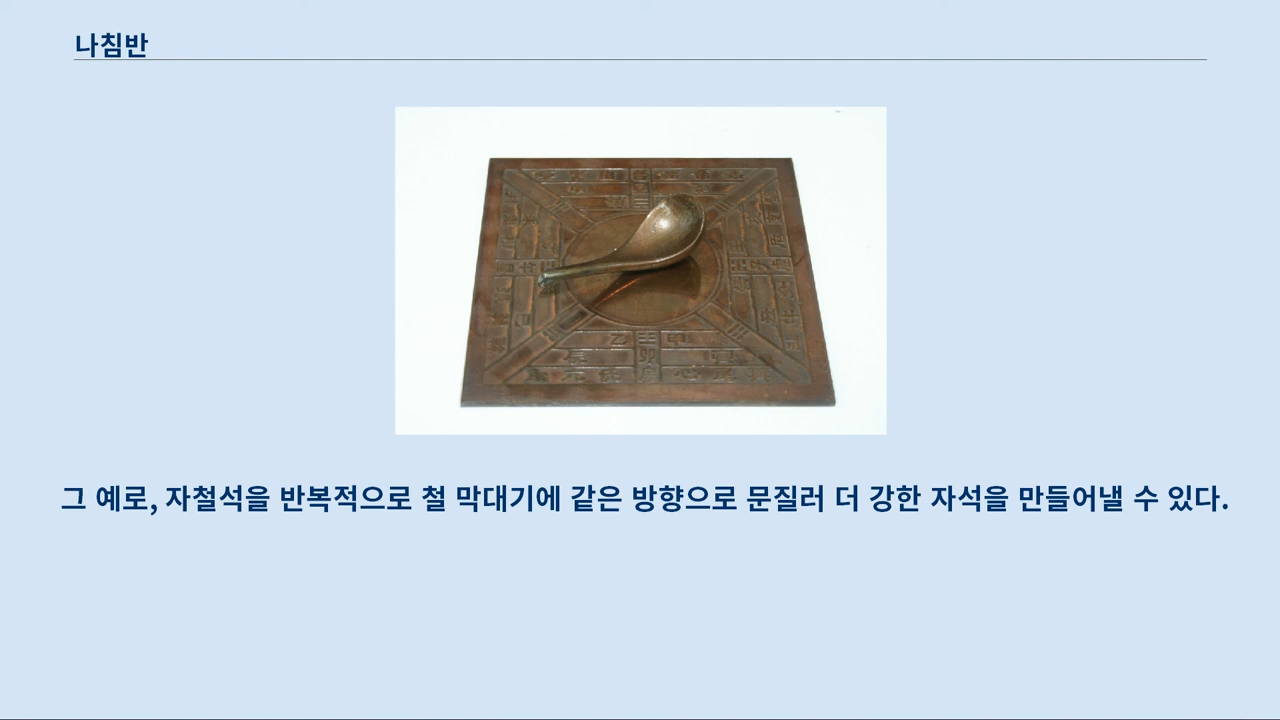 나침반
그 예로, 자철석을 반복적으로 철 막대기에 같은 방향으로 문질러 더 강한 자석을 만들어낼 수 있다.